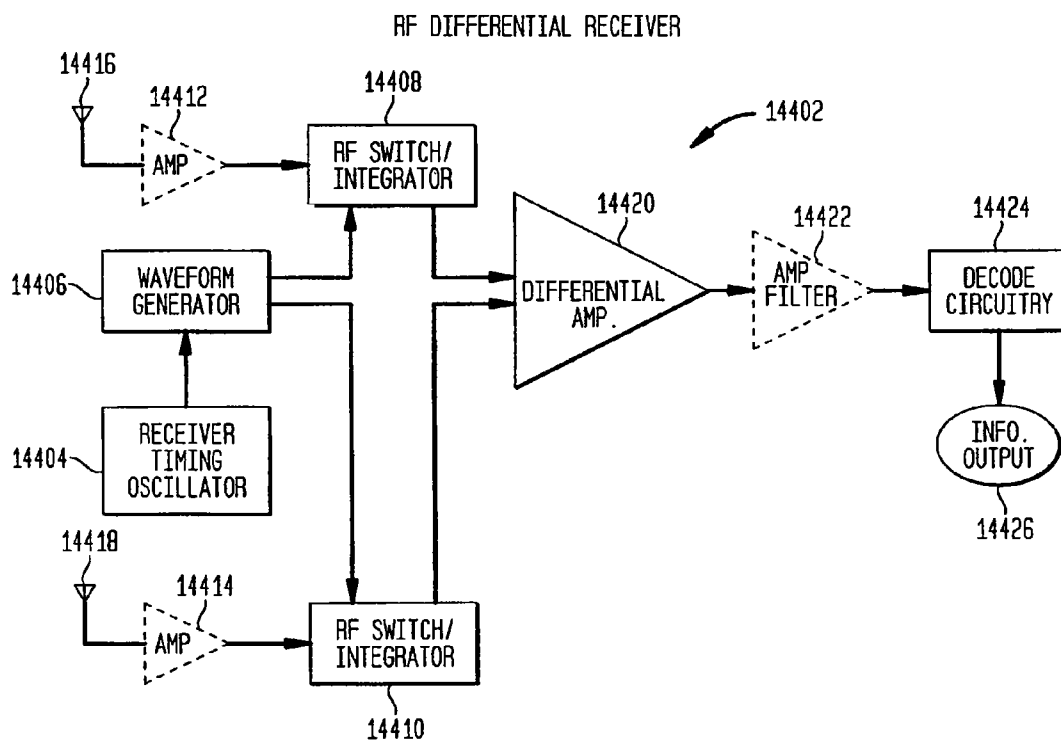 RF DIFFERENTIAL RECEIVER
14416
14412
AMP
14408
RF SWITCH/
INTEGRATOR
14402
14406
WAVEFORM
GENERATOR
14420
DIFFERENTIAL
AMP.
14422
AMP
FILTER
14424
DECODE
CIRCUITRY
14404
RECEIVER
TIMING
OSCILLATOR
INFO.
OUTPUT
14426
14418
14414
AMP
RF SWITCH/
INTEGRATOR
14410